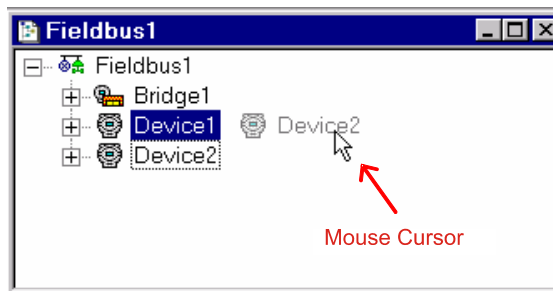 Fieldbus1
Fieldbus1
Bridge1
Device1 Device2
Device2
Mouse Cursor